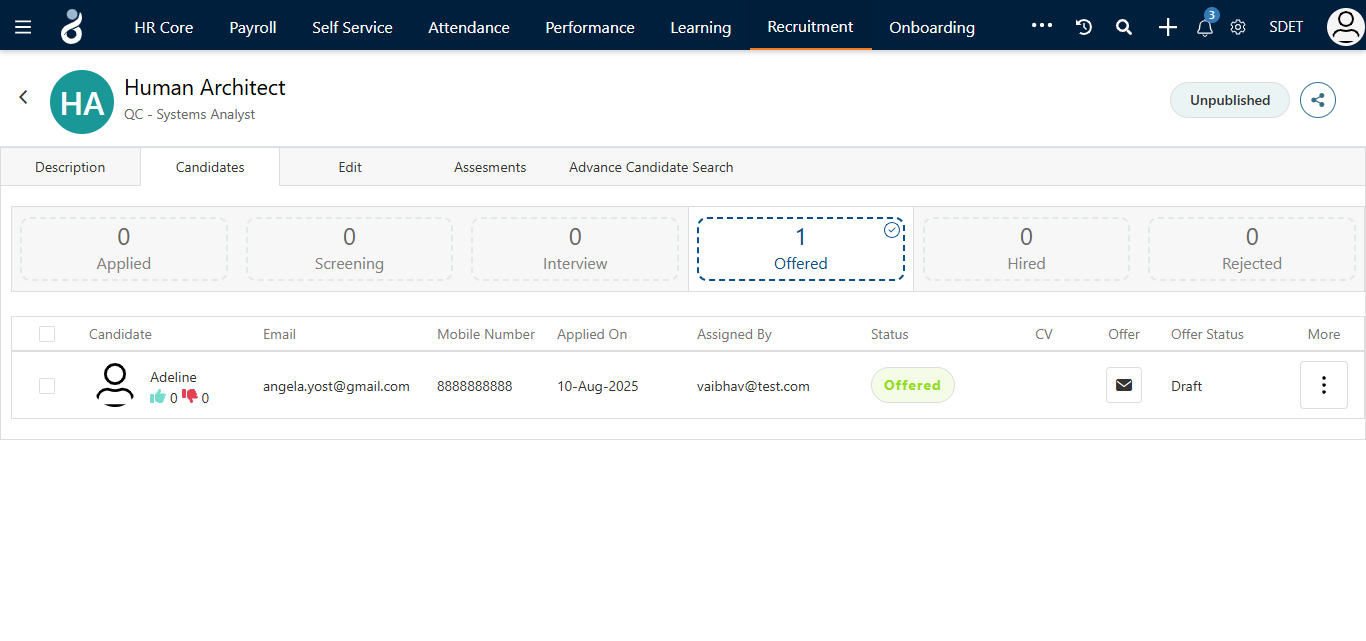 HR Core Payroll Self Service Attendance Performance Learning Recruitment Onboarding 3 SDET
HA
Human Architect
QC - Systems Analyst
Unpublished
Description Candidates Edit Assesments Advance Candidate Search
0 0 0 1 0 0
Applied Screening Interview Offered Hired Rejected
Candidate Email Mobile Number Applied On Assigned By Status CV Offer Offer Status More
Adeline
0 0
angela.yost@gmail.com 8888888888 10-Aug-2025 vaibhav@test.com Offered Draft